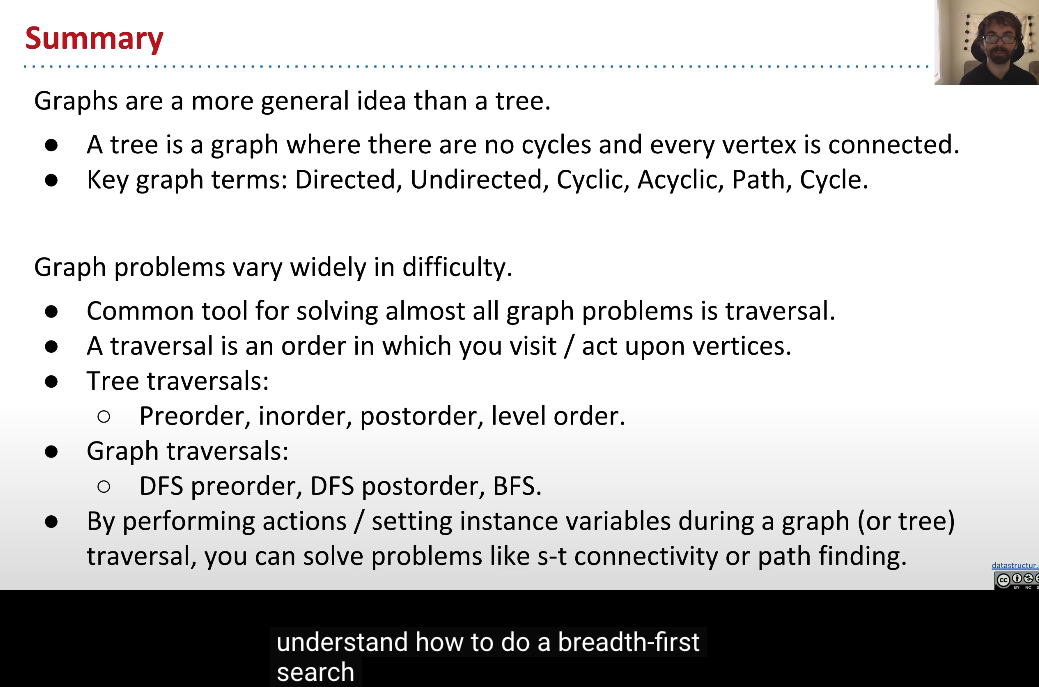 Summary
Graphs are a more general idea than a tree.
● A tree is a graph where there are no cycles and every vertex is connected.
● Key graph terms: Directed, Undirected, Cyclic, Acyclic, Path, Cycle.
Graph problems vary widely in difficulty.
● Common tool for solving almost all graph problems is traversal.
● A traversal is an order in which you visit / act upon vertices.
● Tree traversals:
○ Preorder, inorder, postorder, level order.
● Graph traversals:
○ DFS preorder, DFS postorder, BFS.
● By performing actions / setting instance variables during a graph (or tree)
traversal, you can solve problems like s-t connectivity or path finding.
datastructur.
understand how to do a breadth-first
search